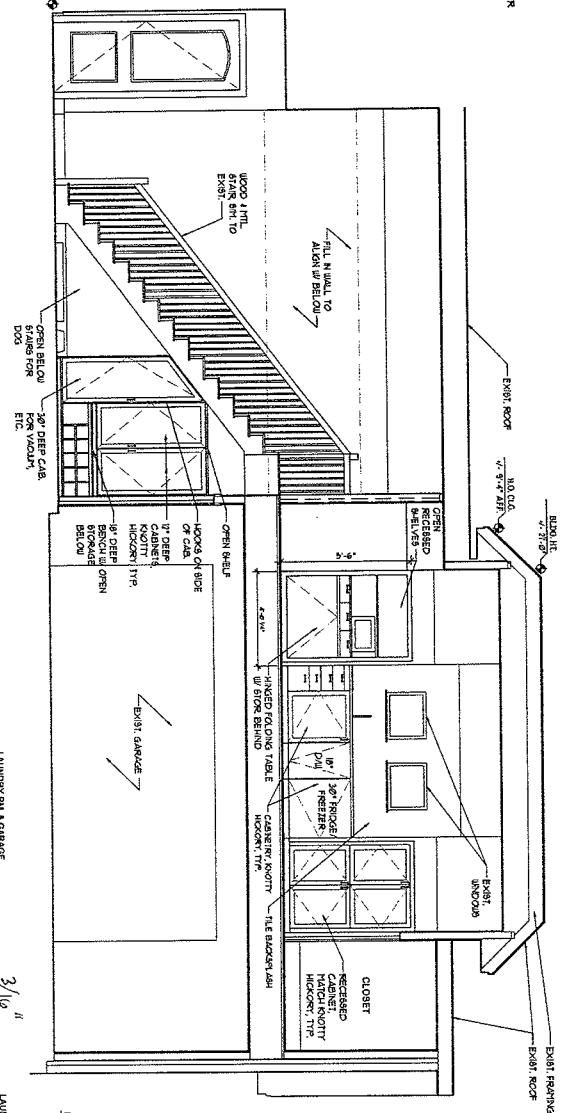 R
BLDG. HT.
+/- 27'-0"
EXIST. FRAMING
EXIST. ROOF
H.O. CLG.
+/- 9'-4" AFF.
EXIST. ROOF
FILL IN WALL TO
ALIGN W/ BELOW
WOOD & MTL
STAIR SIM. TO
EXIST.
OPEN
RECESSED
SHELVES
5'-6"
EXIST.
WINDOWS
18"
D/W
30" FRIDGE/
FREEZER
CLOSET
RECESSED
CABINET,
MATCH KNOTTY
HICKORY, TYP.
HINGED FOLDING TABLE
W/ STOR. BEHIND
CABINETRY, KNOTTY
HICKORY, TYP.
TILE BACKSPLASH
OPEN SHELF
HOOKS ON SIDE
OF CAB.
17" DEEP
CABINETS,
KNOTTY
HICKORY, TYP.
18" DEEP
BENCH W/ OPEN
STORAGE
BELOW
EXIST. GARAGE
OPEN BELOW
STAIRS FOR
DOG
30" DEEP CAB.
FOR VACUUM,
ETC.
LAUNDRY RM & GARAGE
3/16"